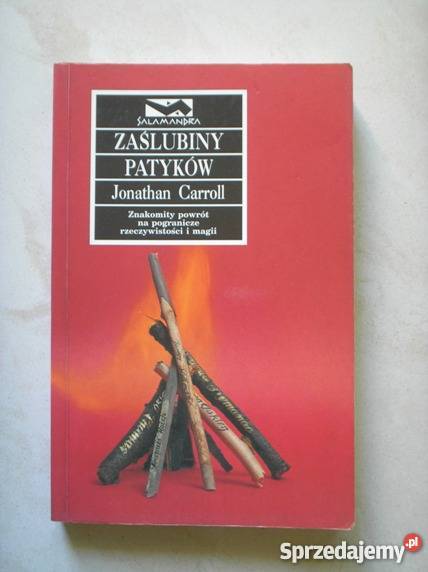 SALAMANDRA
ZAŚLUBINY
PATYKÓW
Jonathan Carroll
Znakomity powrót
na pogranicze
rzeczywistości i magii
Sprzedajemy.pl